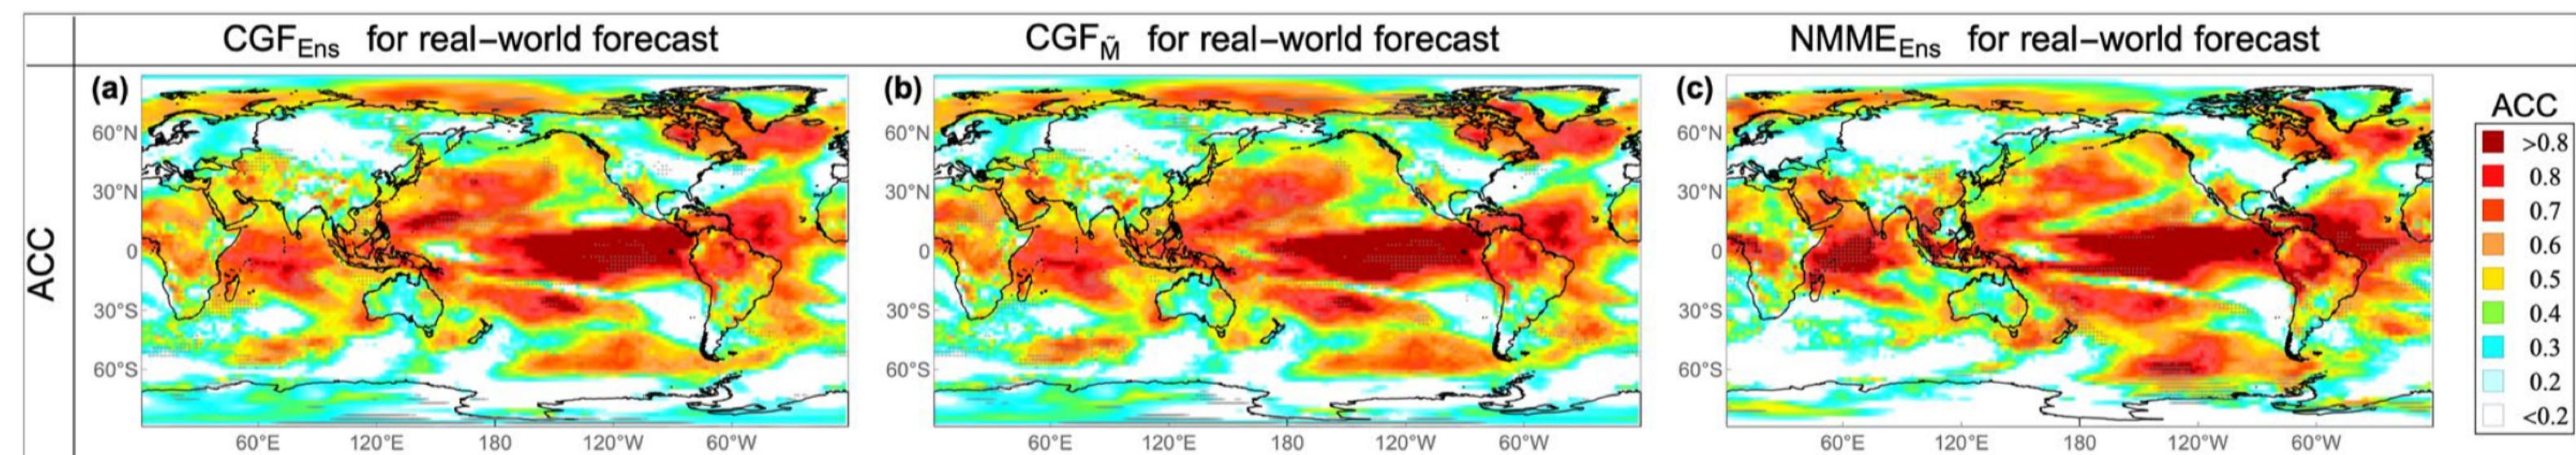 CGF_Ens for real–world forecast
CGF_M̃ for real–world forecast
NMME_Ens for real–world forecast
ACC
(a)
60°N
30°N
0
30°S
60°S
60°E 120°E 180 120°W 60°W
(b)
60°N
30°N
0
30°S
60°S
60°E 120°E 180 120°W 60°W
(c)
60°N
30°N
0
30°S
60°S
60°E 120°E 180 120°W 60°W
ACC
>0.8
0.8
0.7
0.6
0.5
0.4
0.3
0.2
<0.2